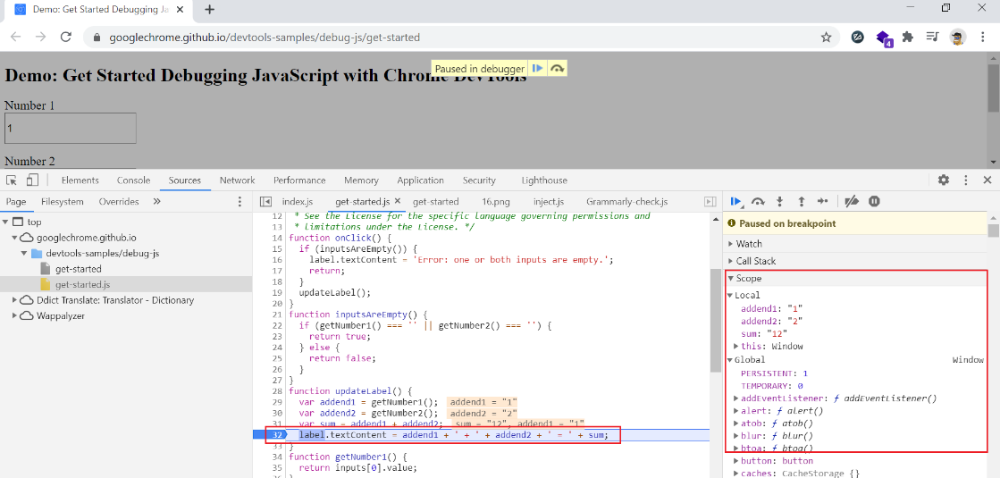 Demo: Get Started Debugging Ja
googlechrome.github.io/devtools-samples/debug-js/get-started
4
Paused in debugger
Demo: Get Started Debugging JavaScript with Chrome DevTools
Number 1
1
Number 2
Elements Console Sources Network Performance Memory Application Security Lighthouse
Page Filesystem Overrides
top
googlechrome.github.io
devtools-samples/debug-js
get-started
get-started.js
Ddict Translate: Translator - Dictionary
Wappalyzer
index.js get-started.js get-started 16.png inject.js Grammarly-check.js
12 * See the License for the specific language governing permissions and
13 * limitations under the License. */
14 function onClick() {
15 if (inputsAreEmpty()) {
16 label.textContent = 'Error: one or both inputs are empty.';
17 return;
18 }
19 updateLabel();
20 }
21 function inputsAreEmpty() {
22 if (getNumber1() === '' || getNumber2() === '') {
23 return true;
24 } else {
25 return false;
26 }
27 }
28 function updateLabel() {
29 var addend1 = getNumber1(); addend1 = "1"
30 var addend2 = getNumber2(); addend2 = "2"
31 var sum = addend1 + addend2; sum = "12", addend1 = "1"
32 label.textContent = addend1 + ' + ' + addend2 + ' = ' + sum;
33 }
34 function getNumber1() {
35 return inputs[0].value;
36 }
Paused on breakpoint
Watch
Call Stack
Scope
Local
addend1: "1"
addend2: "2"
sum: "12"
this: Window
Global Window
PERSISTENT: 1
TEMPORARY: 0
addEventListener: ƒ addEventListener()
alert: ƒ alert()
atob: ƒ atob()
blur: ƒ blur()
btoa: ƒ btoa()
button: button
caches: CacheStorage {}